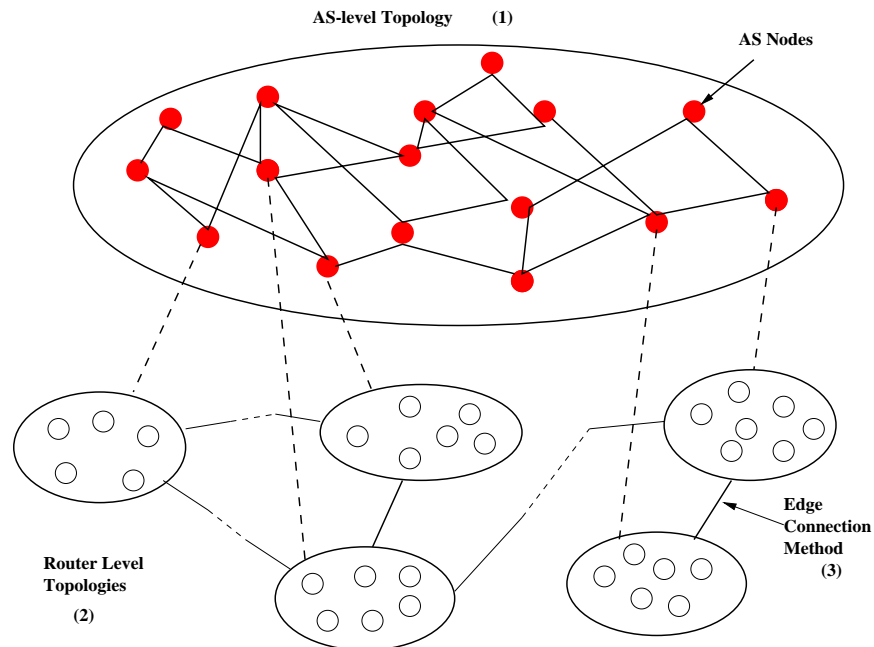 AS-level Topology (1)
AS Nodes
Edge
Connection
Method
(3)
Router Level
Topologies
(2)